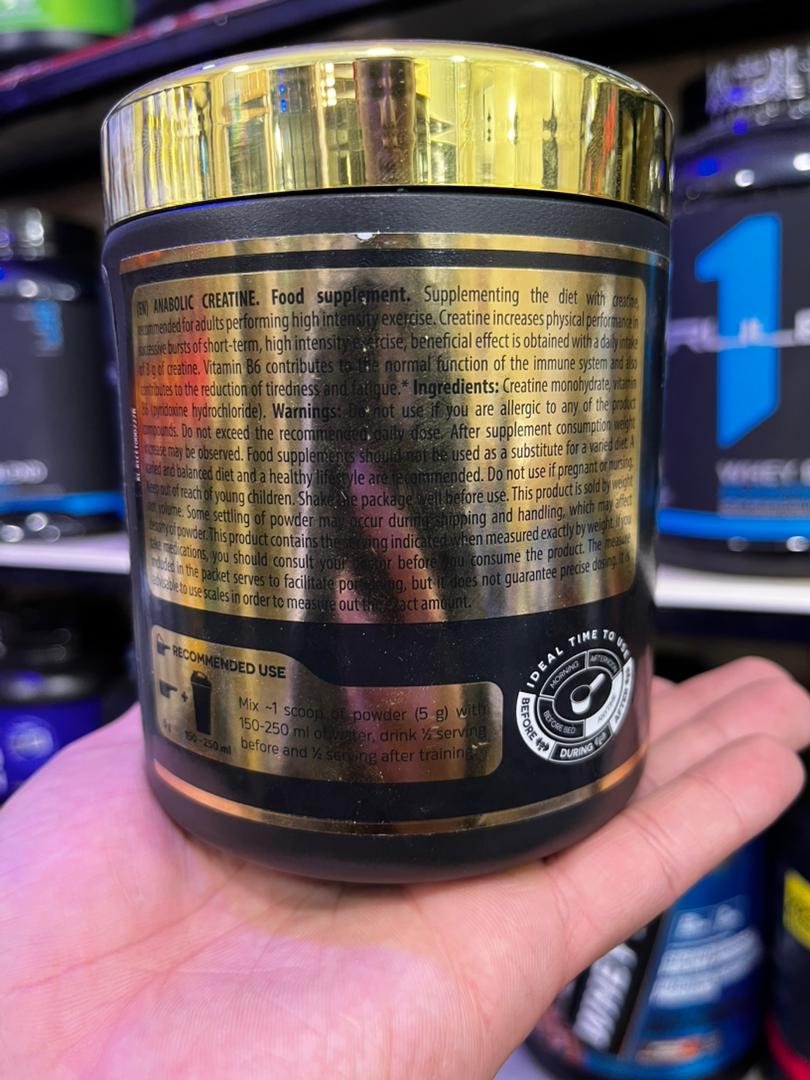 (EN) ANABOLIC CREATINE. Food supplement. Supplementing the diet with creatine,
recommended for adults performing high intensity exercise. Creatine increases physical performance in
successive bursts of short-term, high intensity exercise, beneficial effect is obtained with a daily intake
of 3 g of creatine. Vitamin B6 contributes to the normal function of the immune system and also
contributes to the reduction of tiredness and fatigue.* Ingredients: Creatine monohydrate, vitamin
B6 (pyridoxine hydrochloride). Warnings: Do not use if you are allergic to any of the product
compounds. Do not exceed the recommended daily dose. After supplement consumption weight
increase may be observed. Food supplements should not be used as a substitute for a varied diet. A
varied and balanced diet and a healthy lifestyle are recommended. Do not use if pregnant or nursing.
Keep out of reach of young children. Shake the package well before use. This product is sold by weight
not volume. Some settling of powder may occur during shipping and handling, which may affect
density of powder. This product contains the serving indicated when measured exactly by weight. If you
take medications, you should consult your doctor before you consume the product. The measure
included in the packet serves to facilitate portioning, but it does not guarantee precise dosing. It is
advisable to use scales in order to measure out the exact amount.
RECOMMENDED USE
+
5 g
150-250 ml
Mix ~1 scoop of powder (5 g) with
150-250 ml of water, drink ½ serving
before and ½ serving after training.
IDEAL TIME TO USE
MORNING
AFTERNOON
BEFORE BED
ANYTIME
BEFORE
DURING
AFTER
1
WHEY